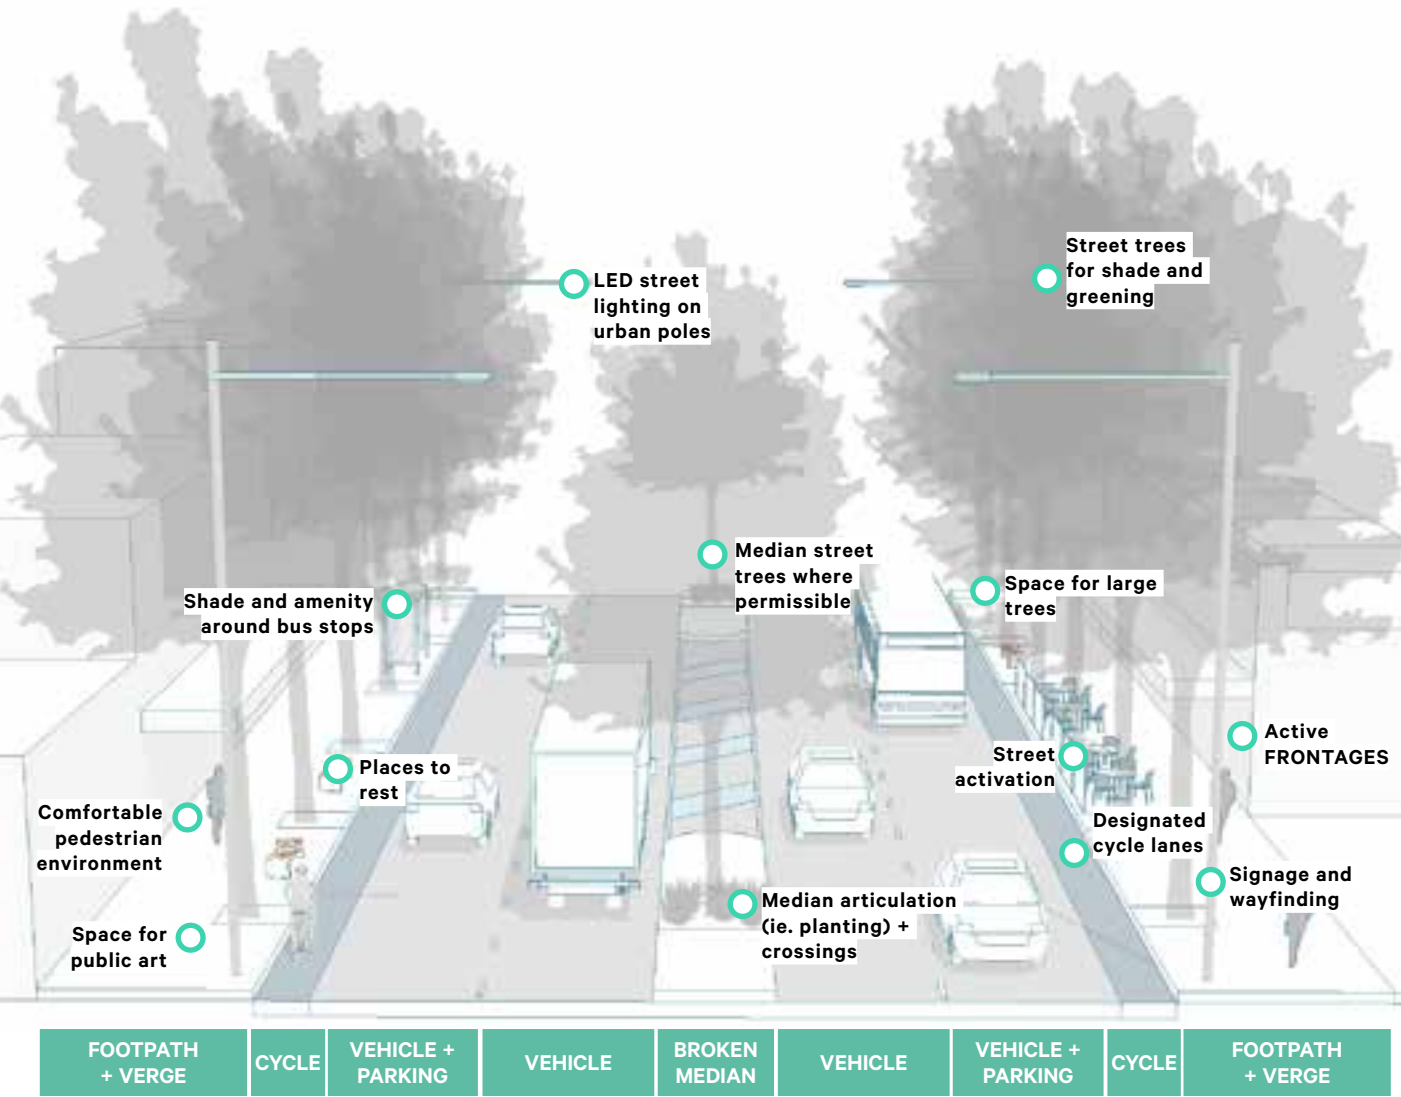 Street trees
for shade and
greening
LED street
lighting on
urban poles
Median street
trees where
permissible
Space for large
trees
Shade and amenity
around bus stops
Active
FRONTAGES
Street
activation
Places to
rest
Comfortable
pedestrian
environment
Designated
cycle lanes
Signage and
wayfinding
Median articulation
(ie. planting) +
crossings
Space for
public art
FOOTPATH
+ VERGE
CYCLE
VEHICLE +
PARKING
VEHICLE
BROKEN
MEDIAN
VEHICLE
VEHICLE +
PARKING
CYCLE
FOOTPATH
+ VERGE